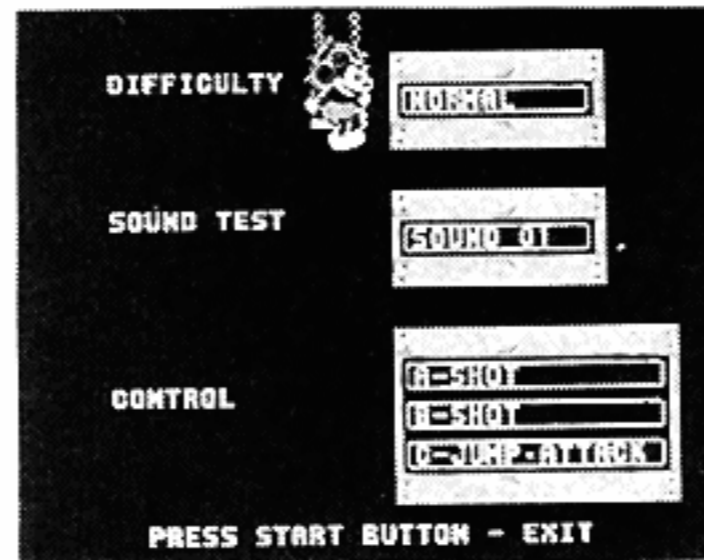 DIFFICULTY
NORMAL
SOUND TEST
SOUND 01
CONTROL
A-SHOT
B-SHOT
C-JUMP·ATTACK
PRESS START BUTTON - EXIT